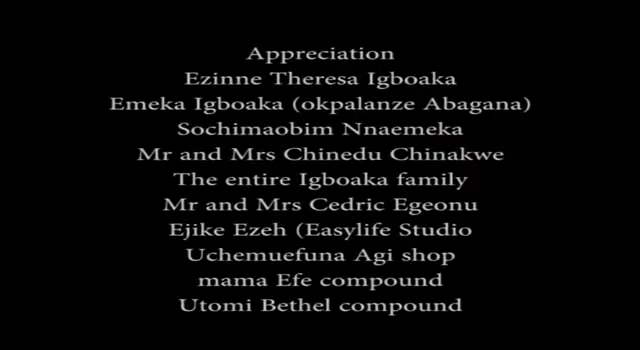 Appreciation
Ezinne Theresa Igboaka
Emeka Igboaka (okpalanze Abagana)
Sochimaobim Nnaemeka
Mr and Mrs Chinedu Chinakwe
The entire Igboaka family
Mr and Mrs Cedric Egeonu
Ejike Ezeh (Easylife Studio
Uchemuefuna Agi shop
mama Efe compound
Utomi Bethel compound